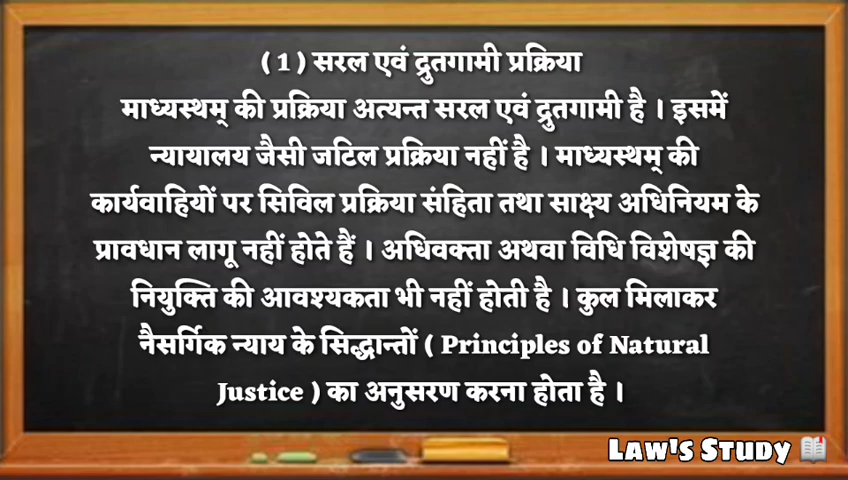 ( 1 ) सरल एवं द्रुतगामी प्रक्रिया
माध्यस्थम् की प्रक्रिया अत्यन्त सरल एवं द्रुतगामी है । इसमें
न्यायालय जैसी जटिल प्रक्रिया नहीं है । माध्यस्थम् की
कार्यवाहियों पर सिविल प्रक्रिया संहिता तथा साक्ष्य अधिनियम के
प्रावधान लागू नहीं होते हैं । अधिवक्ता अथवा विधि विशेषज्ञ की
नियुक्ति की आवश्यकता भी नहीं होती है । कुल मिलाकर
नैसर्गिक न्याय के सिद्धान्तों ( Principles of Natural
Justice ) का अनुसरण करना होता है ।
Law's Study